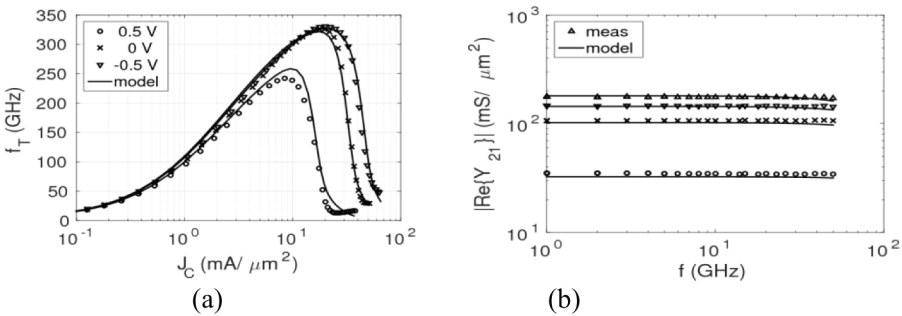 350
300
250
200
150
100
50
0
f_T (GHz)
0.5 V
0 V
-0.5 V
model
10^-1
10^0
10^1
10^2
J_C (mA/ μm^2)
(a)
10^3
10^2
10^1
|Re{Y_21}| (mS/ μm^2)
meas
model
10^0
10^1
10^2
f (GHz)
(b)